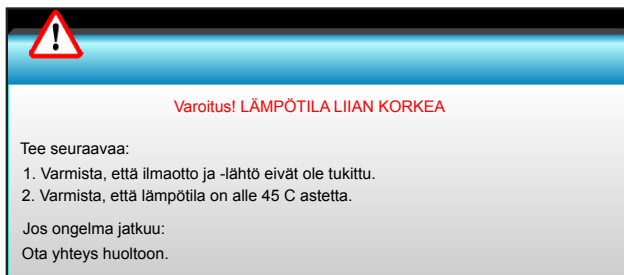 Varoitus! LÄMPÖTILA LIIAN KORKEA
Tee seuraavaa:
1. Varmista, että ilmaotto ja -lähtö eivät ole tukittu.
2. Varmista, että lämpötila on alle 45 C astetta.
Jos ongelma jatkuu:
Ota yhteys huoltoon.